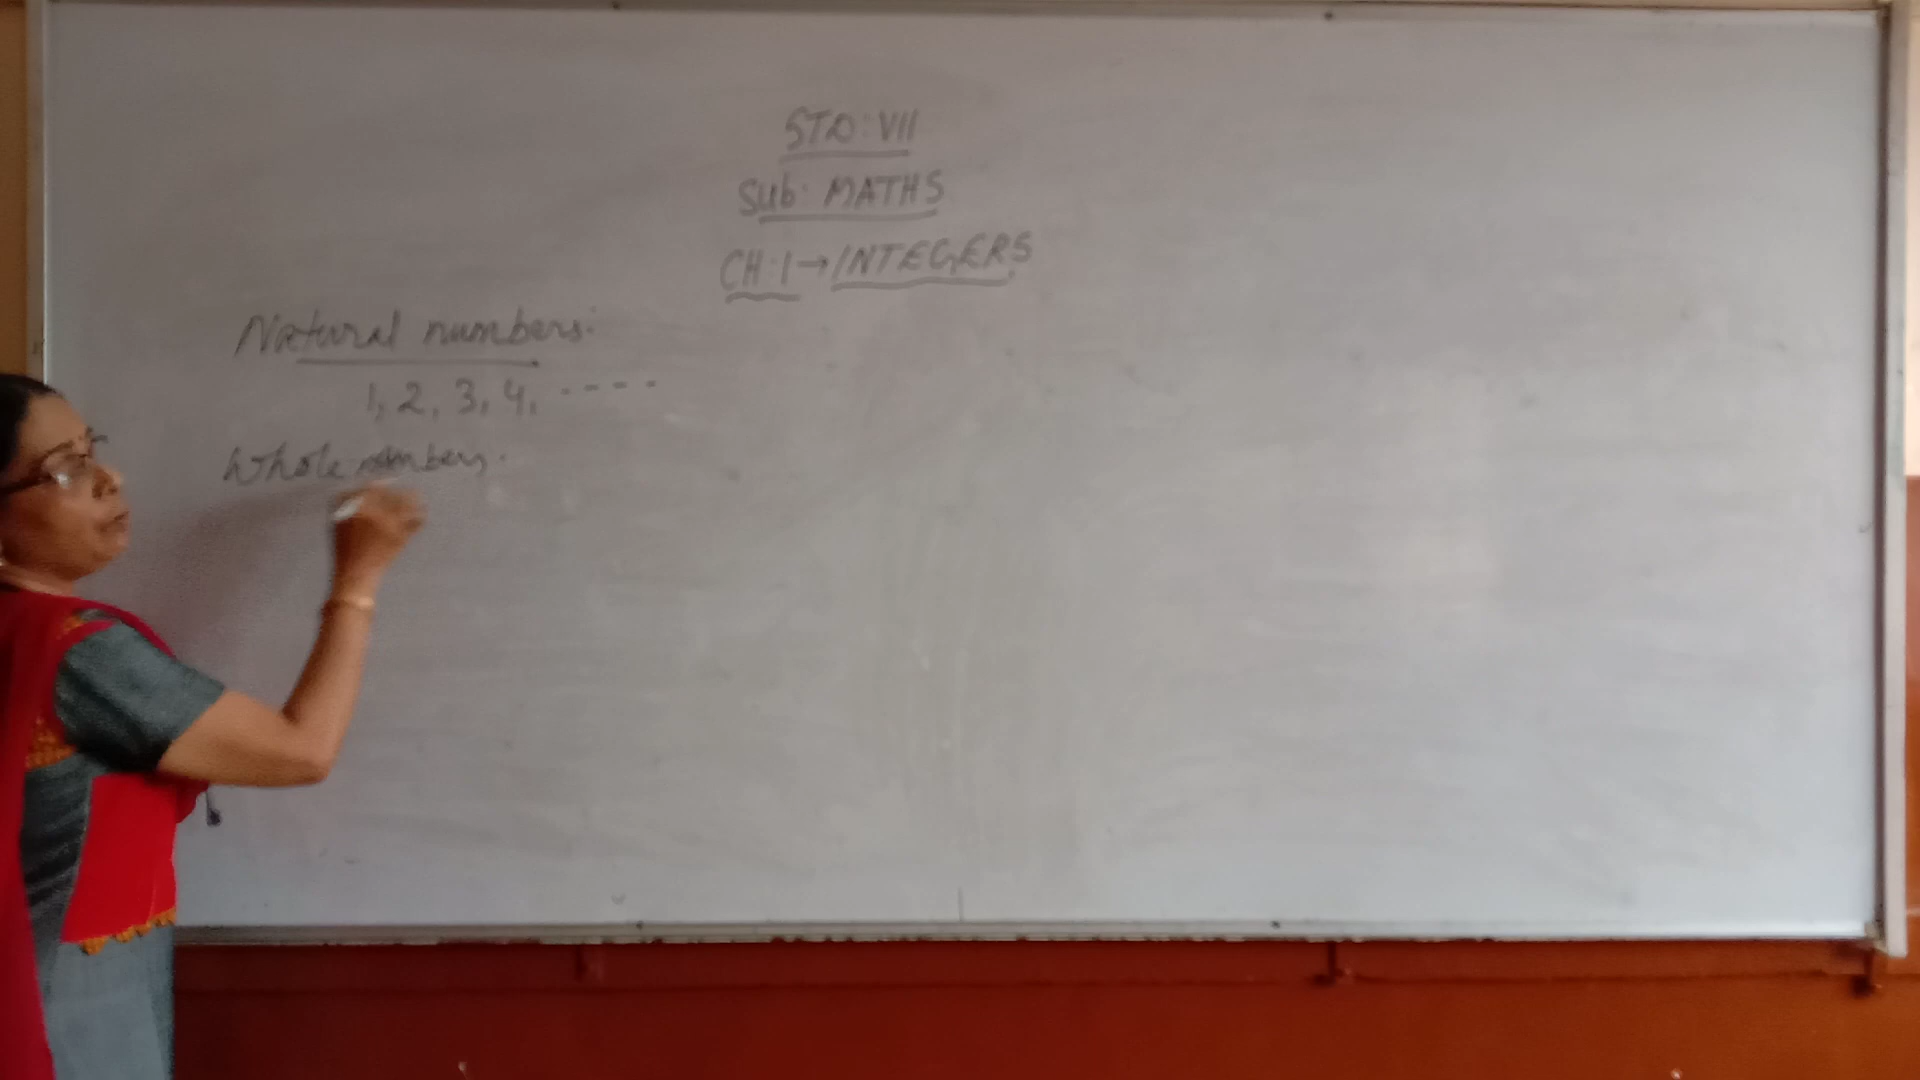 STD: VII
Sub: MATHS
CH: 1 → INTEGERS
Natural numbers:
1, 2, 3, 4, ----
Whole numbers.